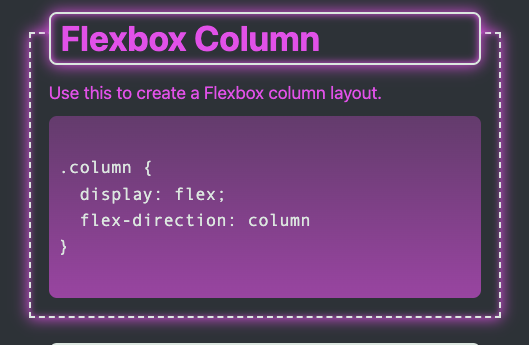 Flexbox Column
Use this to create a Flexbox column layout.
.column {
  display: flex;
  flex-direction: column
}